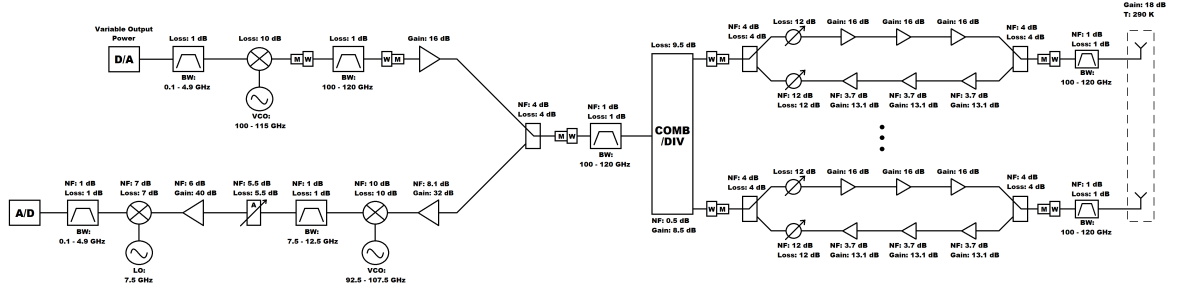 Gain: 18 dB
T: 290 K
Variable Output
Power
D/A
Loss: 1 dB
BW:
0.1 - 4.9 GHz
Loss: 10 dB
VCO:
100 - 115 GHz
M W
Loss: 1 dB
BW:
100 - 120 GHz
W M
Gain: 16 dB
NF: 4 dB
Loss: 4 dB
M W
NF: 1 dB
Loss: 1 dB
BW:
100 - 120 GHz
Loss: 9.5 dB
COMB
/DIV
NF: 0.5 dB
Gain: 8.5 dB
W M
NF: 4 dB
Loss: 4 dB
Loss: 12 dB
Gain: 16 dB
Gain: 16 dB
Gain: 16 dB
NF: 12 dB
Loss: 12 dB
NF: 3.7 dB
Gain: 13.1 dB
NF: 3.7 dB
Gain: 13.1 dB
NF: 3.7 dB
Gain: 13.1 dB
NF: 4 dB
Loss: 4 dB
M W
NF: 1 dB
Loss: 1 dB
BW:
100 - 120 GHz
W M
NF: 4 dB
Loss: 4 dB
Loss: 12 dB
Gain: 16 dB
Gain: 16 dB
Gain: 16 dB
NF: 12 dB
Loss: 12 dB
NF: 3.7 dB
Gain: 13.1 dB
NF: 3.7 dB
Gain: 13.1 dB
NF: 3.7 dB
Gain: 13.1 dB
NF: 4 dB
Loss: 4 dB
M W
NF: 1 dB
Loss: 1 dB
BW:
100 - 120 GHz
A/D
NF: 1 dB
Loss: 1 dB
BW:
0.1 - 4.9 GHz
NF: 7 dB
Loss: 7 dB
LO:
7.5 GHz
NF: 6 dB
Gain: 40 dB
NF: 5.5 dB
Loss: 5.5 dB
A
NF: 1 dB
Loss: 1 dB
BW:
7.5 - 12.5 GHz
NF: 10 dB
Loss: 10 dB
VCO:
92.5 - 107.5 GHz
NF: 8.1 dB
Gain: 32 dB